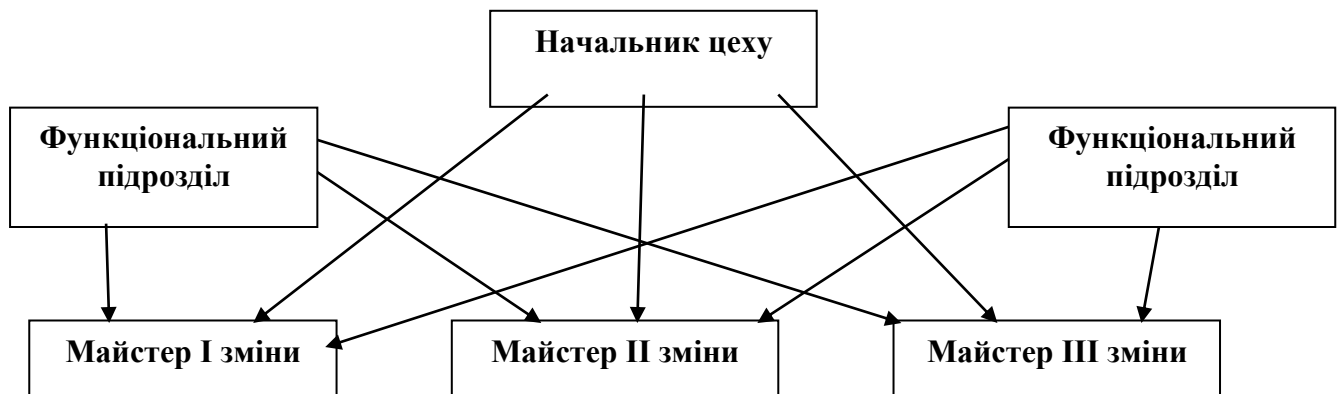 Начальник цеху
Функціональний
підрозділ
Функціональний
підрозділ
Майстер І зміни
Майстер ІІ зміни
Майстер ІІІ зміни